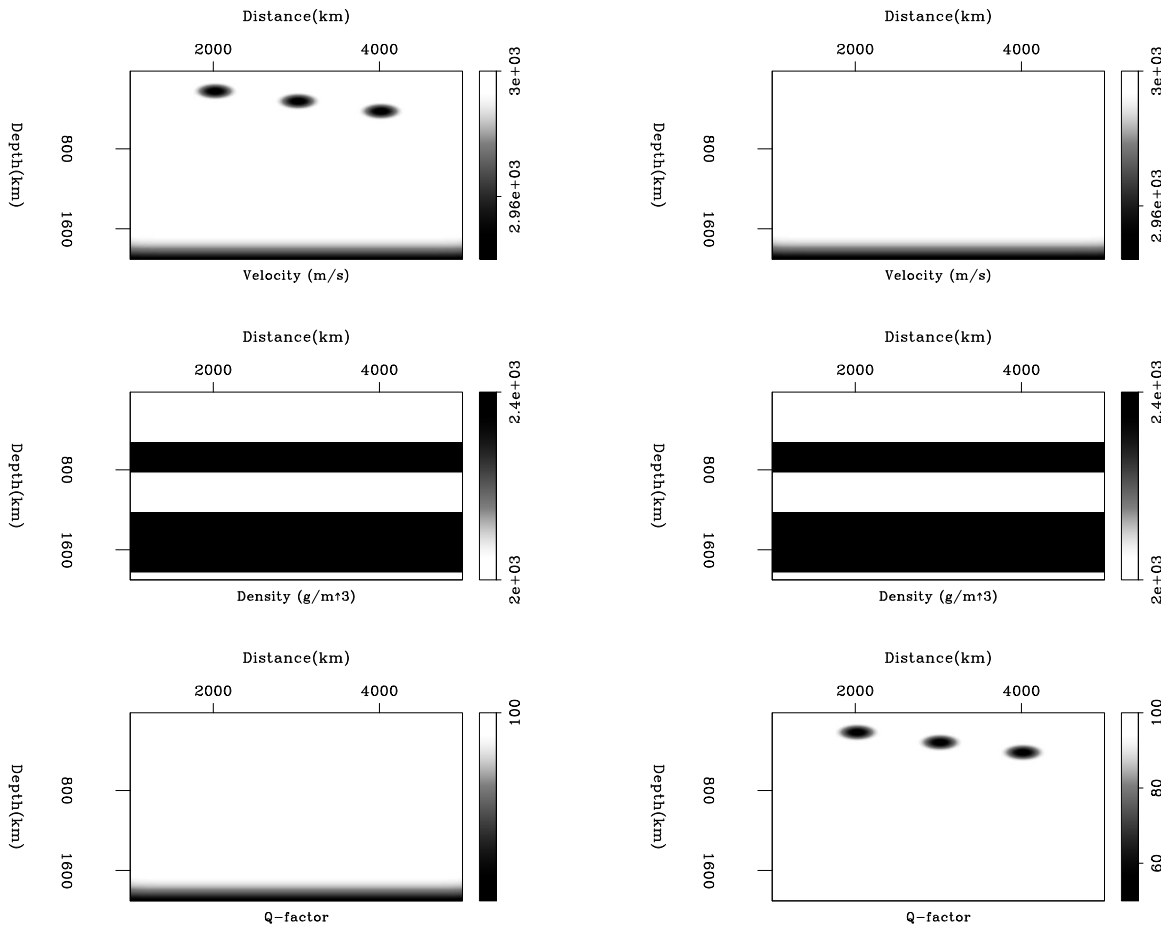 Distance(km)
2000 4000
Depth(km)
800
1600
3e+03
2.96e+03
Velocity (m/s)
Distance(km)
2000 4000
Depth(km)
800
1600
3e+03
2.96e+03
Velocity (m/s)
Distance(km)
2000 4000
Depth(km)
800
1600
2.4e+03
2e+03
Density (g/m↑3)
Distance(km)
2000 4000
Depth(km)
800
1600
2.4e+03
2e+03
Density (g/m↑3)
Distance(km)
2000 4000
Depth(km)
800
1600
100
Q-factor
Distance(km)
2000 4000
Depth(km)
800
1600
100
80
60
Q-factor